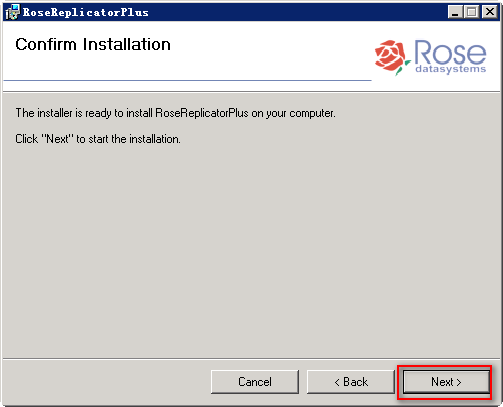 RoseReplicatorPlus
Confirm Installation
Rose
datasystems
The installer is ready to install RoseReplicatorPlus on your computer.
Click "Next" to start the installation.
Cancel
< Back
Next >